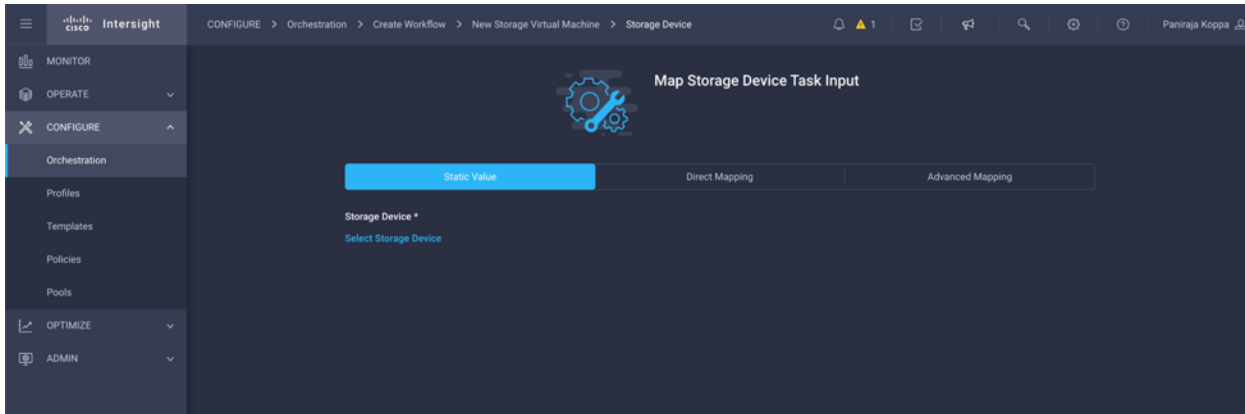 cisco Intersight
CONFIGURE > Orchestration > Create Workflow > New Storage Virtual Machine > Storage Device
1
Paniraja Koppa
MONITOR
OPERATE
CONFIGURE
Orchestration
Profiles
Templates
Policies
Pools
OPTIMIZE
ADMIN
Map Storage Device Task Input
Static Value
Direct Mapping
Advanced Mapping
Storage Device *
Select Storage Device